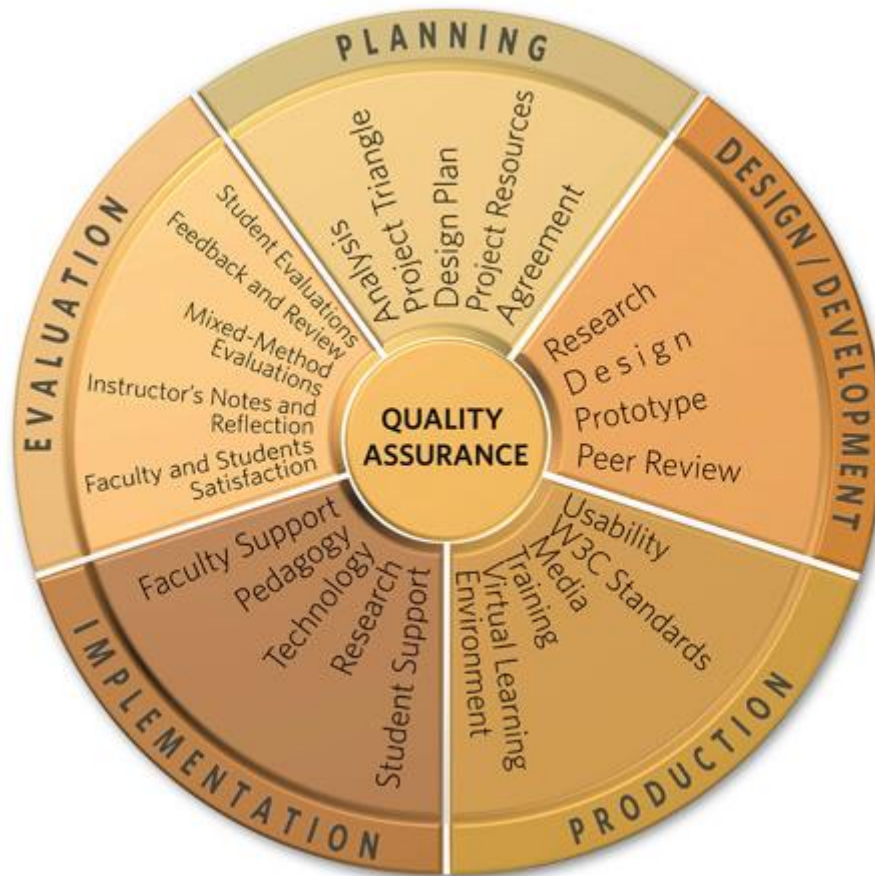 PLANNING
Analysis
Project Triangle
Design Plan
Project Resources
Agreement
DESIGN / DEVELOPMENT
Research
Design
Prototype
Peer Review
PRODUCTION
Usability
W3C Standards
Media
Training
Virtual Learning
Environment
IMPLEMENTATION
Faculty Support
Pedagogy
Technology
Research
Student Support
EVALUATION
Student Evaluations
Feedback and Review
Mixed-Method
Evaluations
Instructor's Notes and
Reflection
Faculty and Students
Satisfaction
QUALITY
ASSURANCE